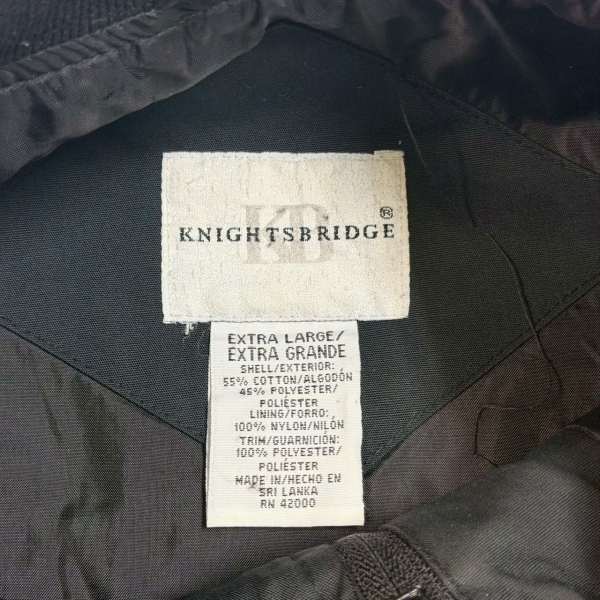 KB
KNIGHTSBRIDGE ®
EXTRA LARGE/
EXTRA GRANDE
SHELL/EXTERIOR:
55% COTTON/ALGODÓN
45% POLYESTER/
POLIÉSTER
LINING/FORRO:
100% NYLON/NILÓN
TRIM/GUARNICIÓN:
100% POLYESTER/
POLIÉSTER
MADE IN/HECHO EN
SRI LANKA
RN 42000